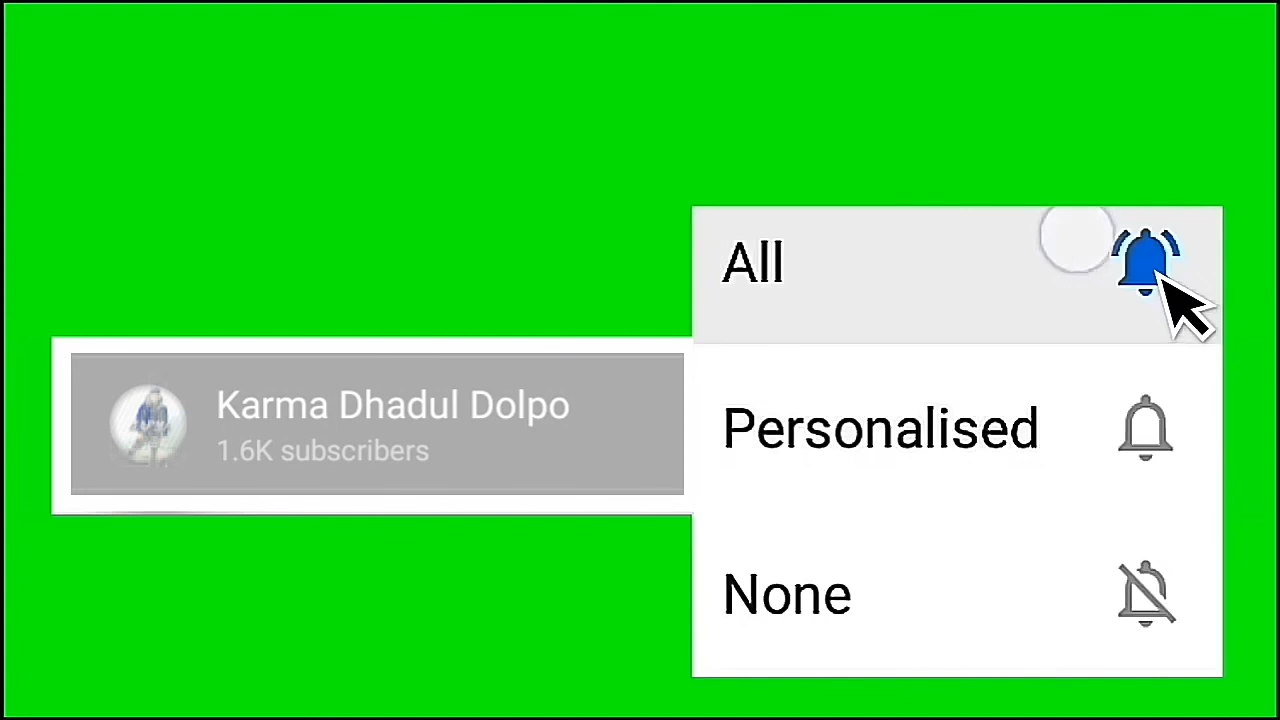 Karma Dhadul Dolpo
1.6K subscribers
All
Personalised
None